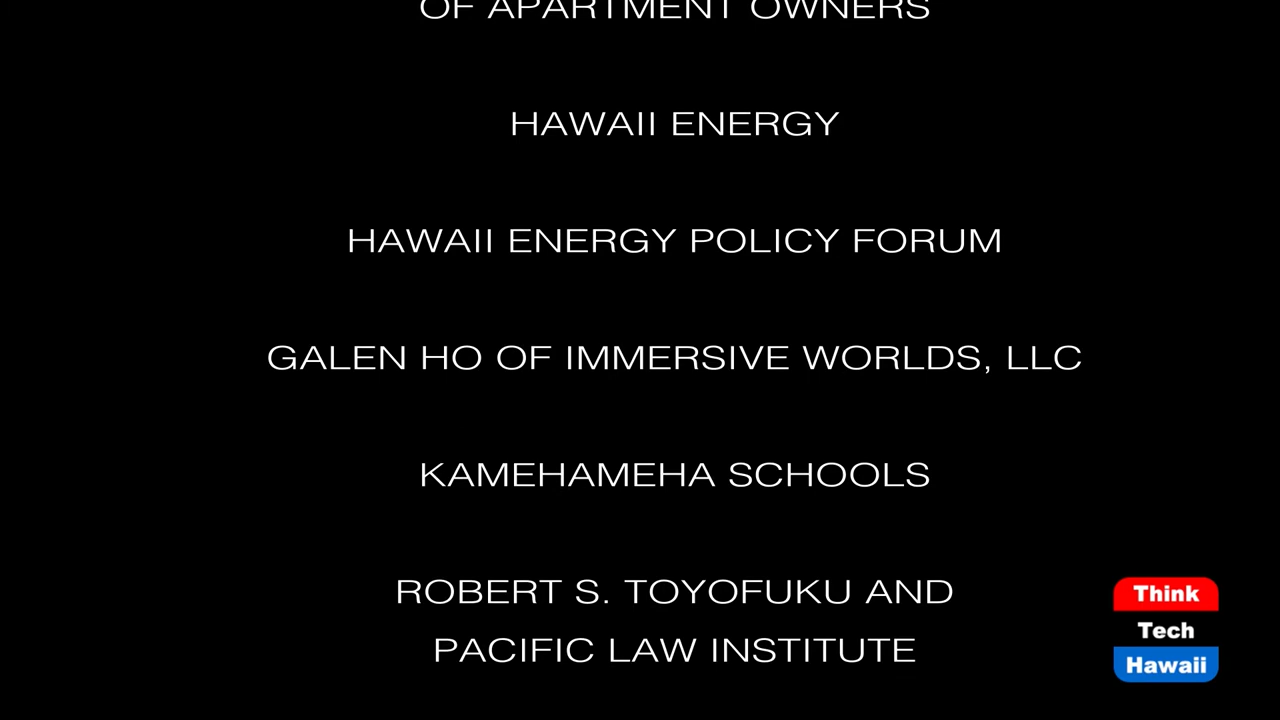 OF APARTMENT OWNERS
HAWAII ENERGY
HAWAII ENERGY POLICY FORUM
GALEN HO OF IMMERSIVE WORLDS, LLC
KAMEHAMEHA SCHOOLS
ROBERT S. TOYOFUKU AND
PACIFIC LAW INSTITUTE
Think
Tech
Hawaii